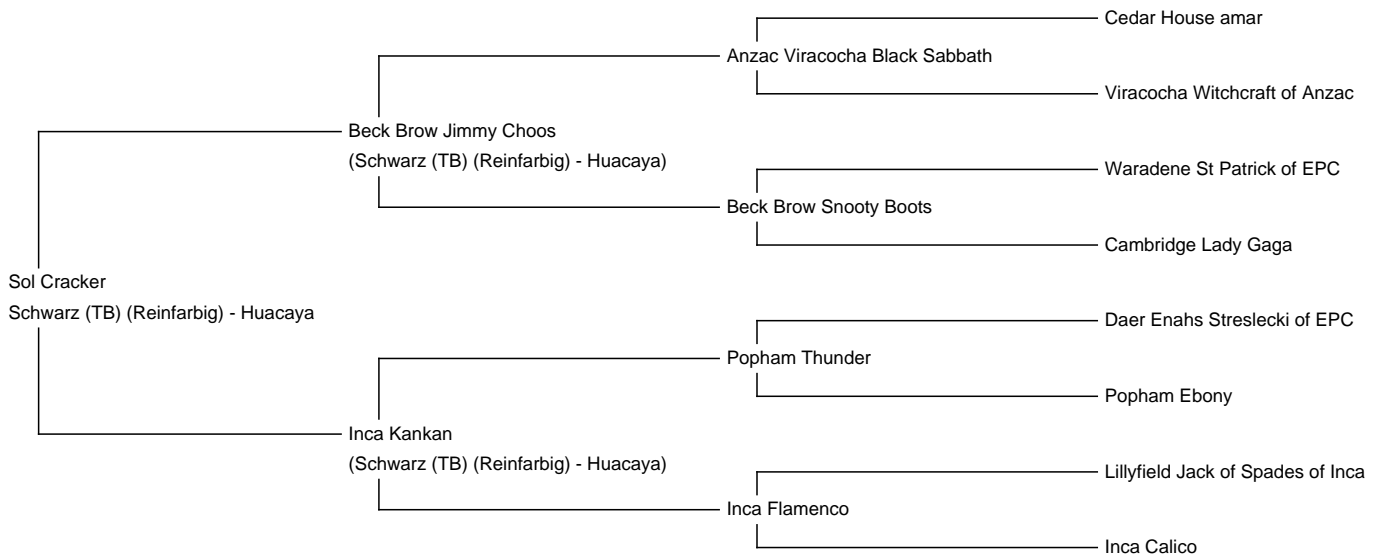 Cedar House amar
Anzac Viracocha Black Sabbath
Viracocha Witchcraft of Anzac
Beck Brow Jimmy Choos
(Schwarz (TB) (Reinfarbig) - Huacaya)
Waradene St Patrick of EPC
Beck Brow Snooty Boots
Cambridge Lady Gaga
Sol Cracker
Schwarz (TB) (Reinfarbig) - Huacaya
Daer Enahs Streslecki of EPC
Popham Thunder
Popham Ebony
Inca Kankan
(Schwarz (TB) (Reinfarbig) - Huacaya)
Lillyfield Jack of Spades of Inca
Inca Flamenco
Inca Calico